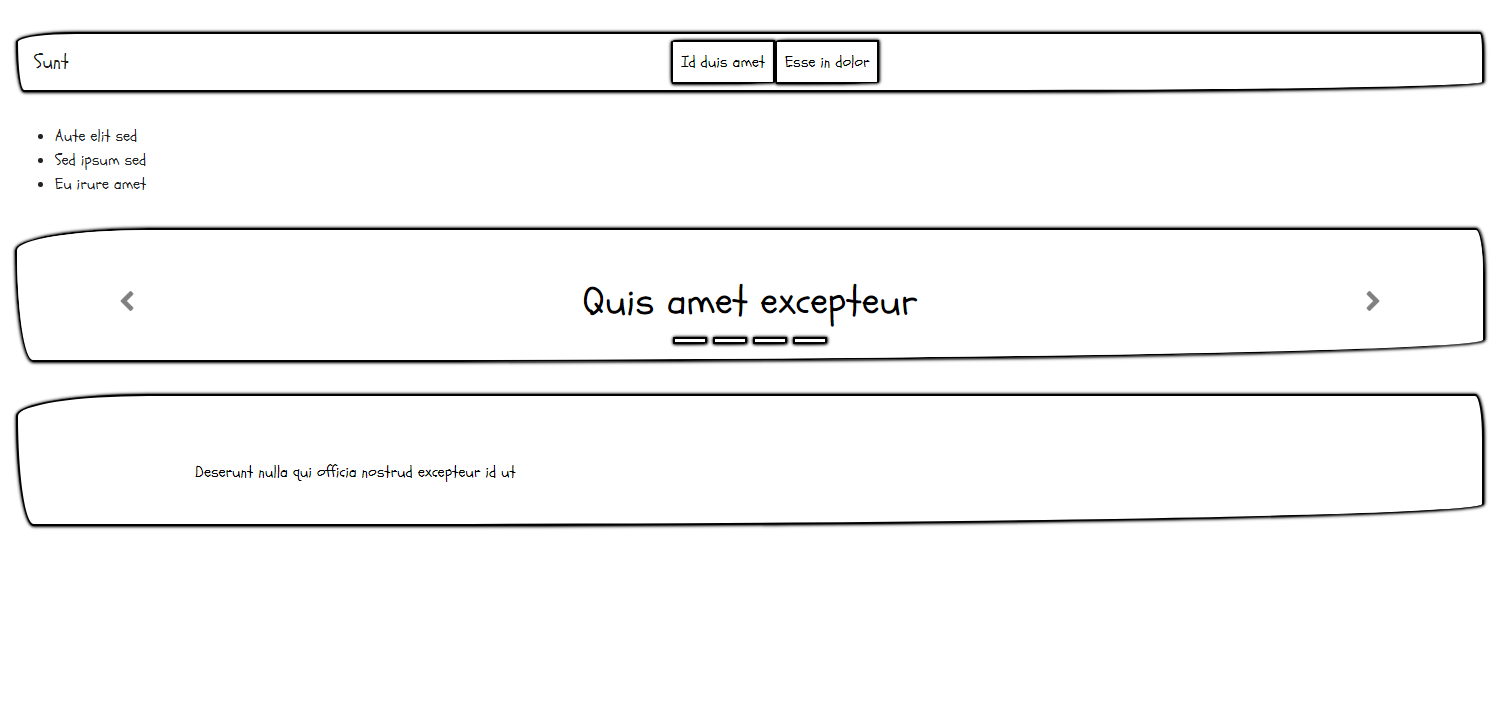 Sunt
Id duis amet
Esse in dolor
Aute elit sed
Sed ipsum sed
Eu irure amet
Quis amet excepteur
Deserunt nulla qui officia nostrud excepteur id ut